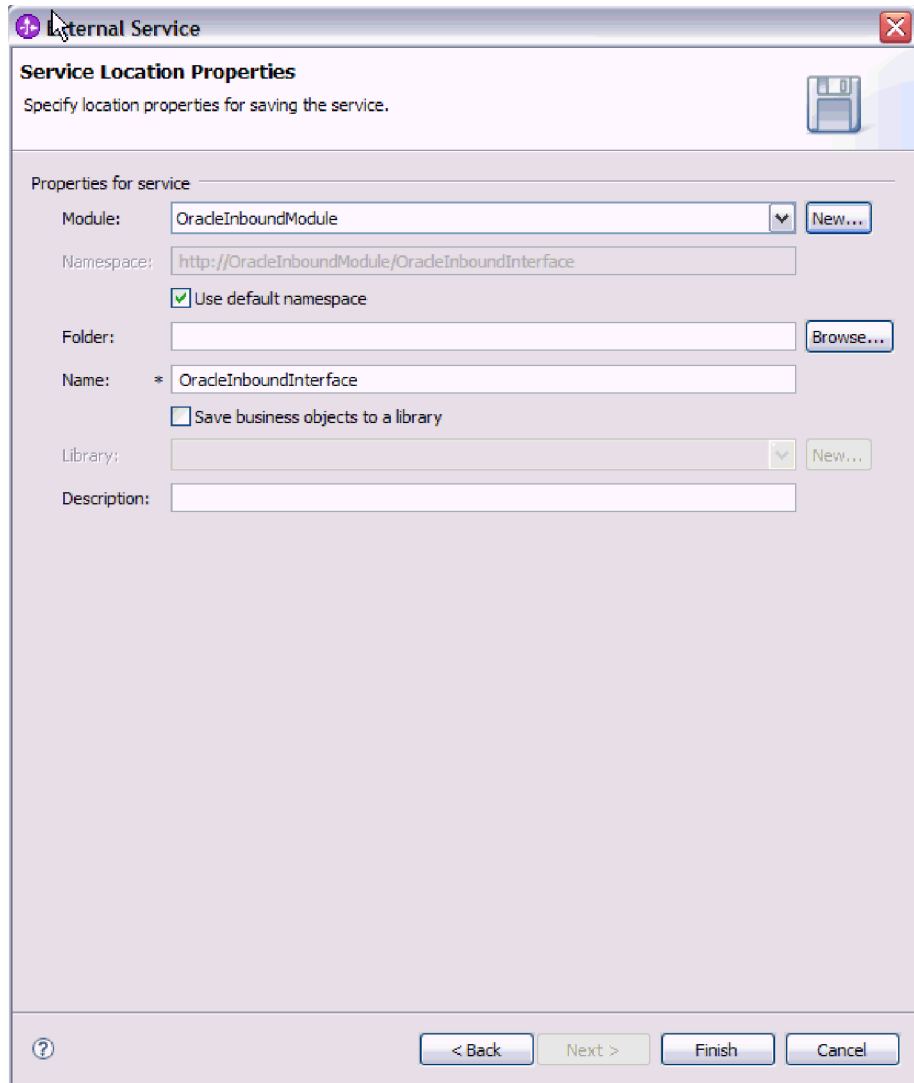 External Service
Service Location Properties
Specify location properties for saving the service.
Properties for service
Module: OracleInboundModule New...
Namespace: http://OracleInboundModule/OracleInboundInterface
Use default namespace
Folder: Browse...
Name: * OracleInboundInterface
Save business objects to a library
Library: New...
Description:
? < Back Next > Finish Cancel